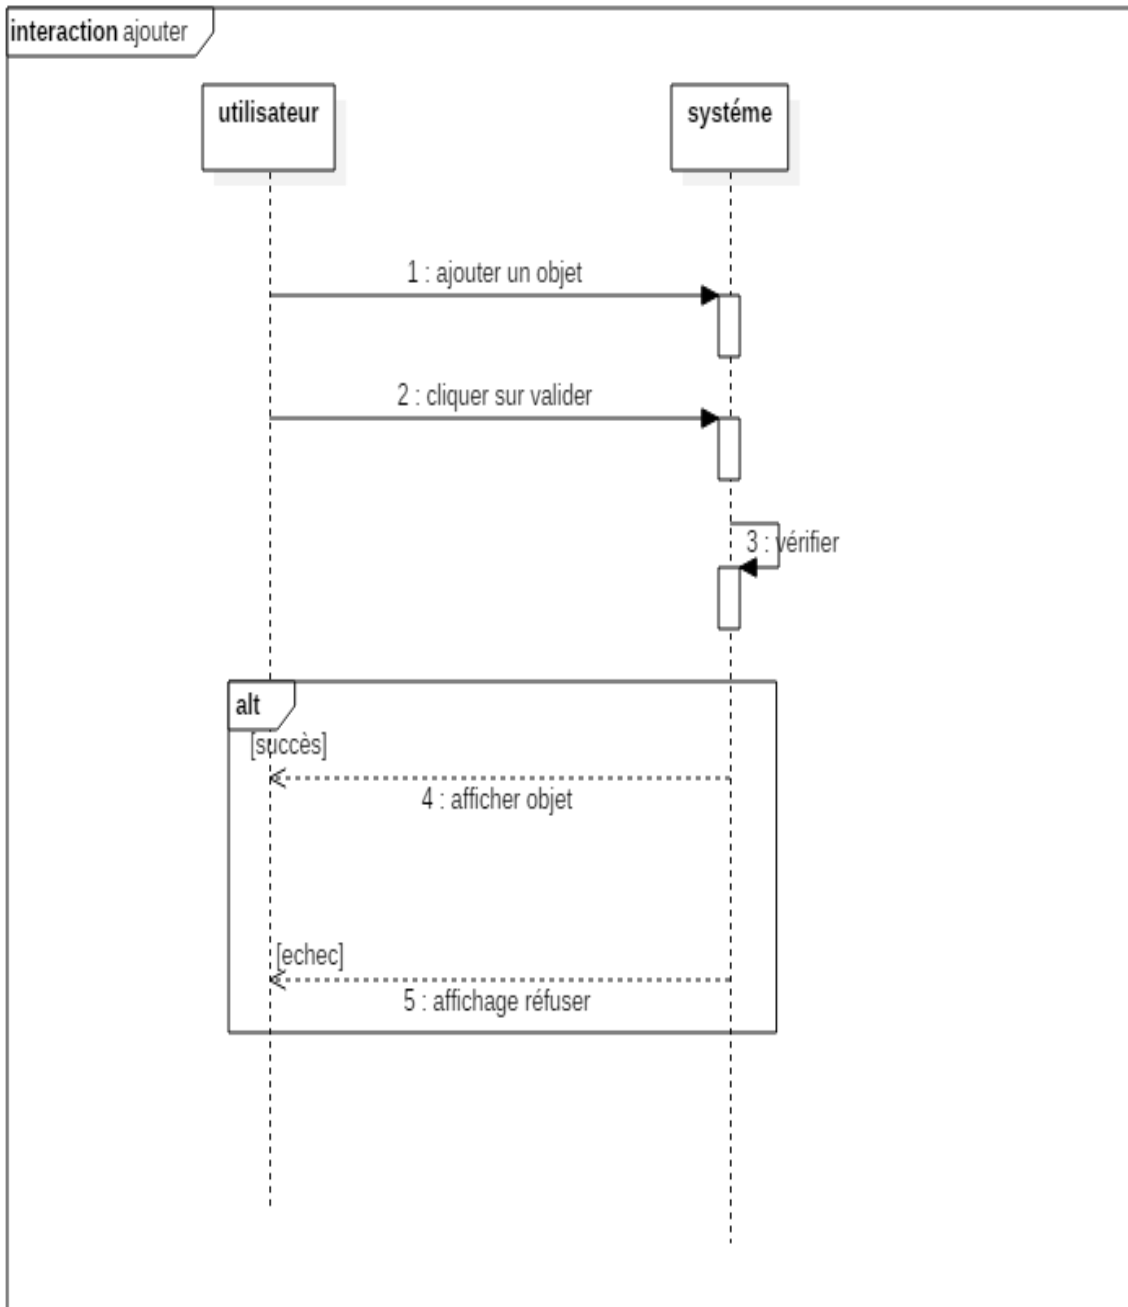 interaction ajouter
utilisateur
systéme
1 : ajouter un objet
2 : cliquer sur valider
3 : vérifier
alt
[succès]
4 : afficher objet
[echec]
5 : affichage réfuser